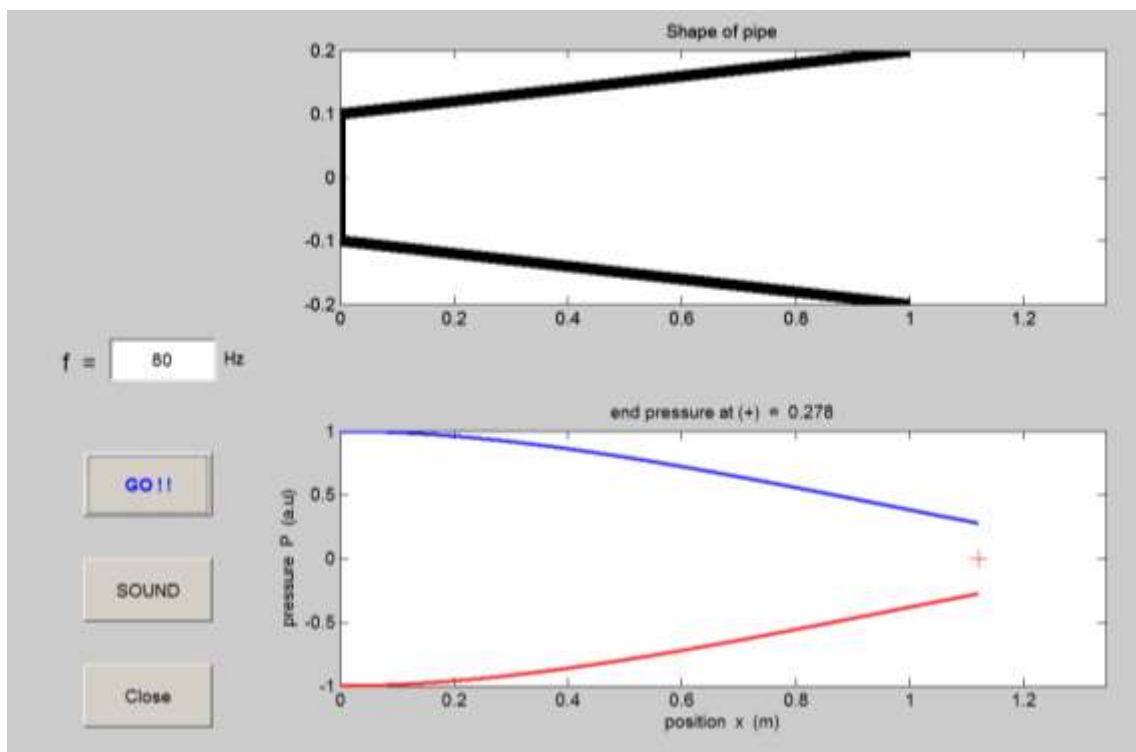 Shape of pipe
0.2
0.1
0
-0.1
-0.2
0 0.2 0.4 0.6 0.8 1 1.2
f = 80 Hz
end pressure at (+) = 0.278
GO!!
SOUND
Close
pressure P (a.u)
1
0.5
0
-0.5
-1
0 0.2 0.4 0.6 0.8 1 1.2
position x (m)